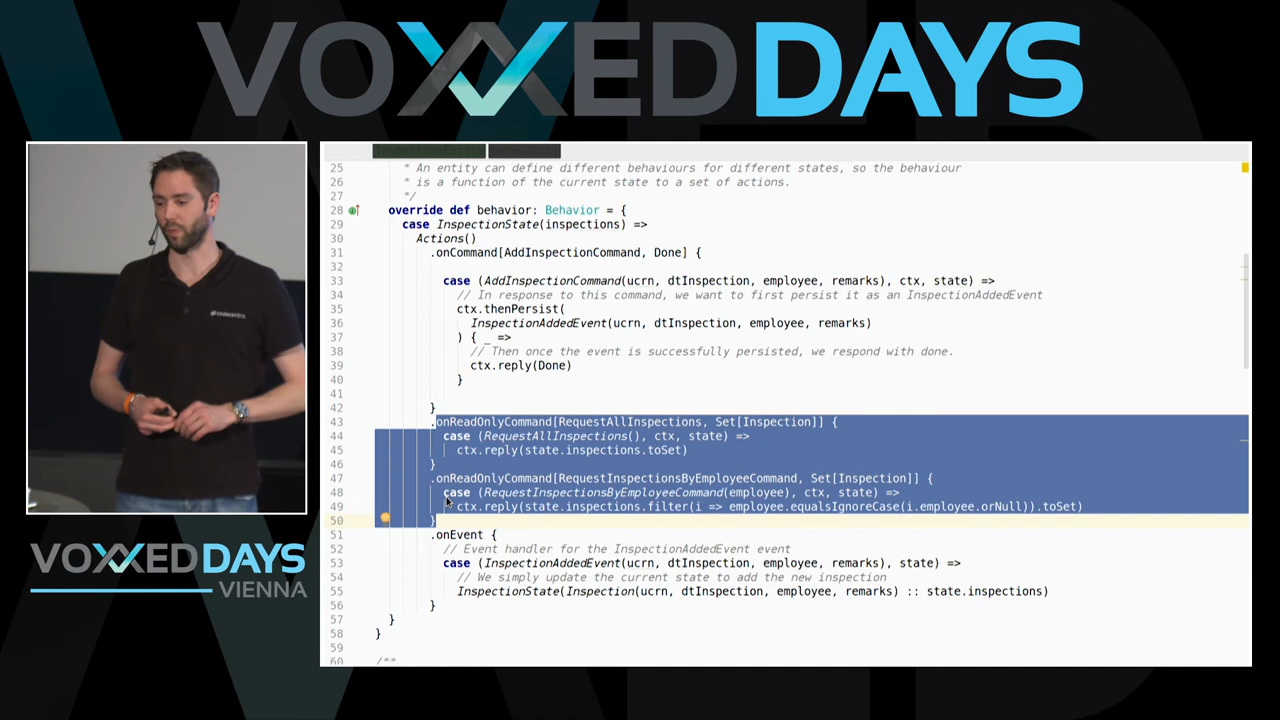 VOXXED DAYS
codecentric
25 * An entity can define different behaviours for different states, so the behaviour
26 * is a function of the current state to a set of actions.
27 */
28 override def behavior: Behavior = {
29 case InspectionState(inspections) =>
30 Actions()
31 .onCommand[AddInspectionCommand, Done] {
32
33 case (AddInspectionCommand(ucrn, dtInspection, employee, remarks), ctx, state) =>
34 // In response to this command, we want to first persist it as an InspectionAddedEvent
35 ctx.thenPersist(
36 InspectionAddedEvent(ucrn, dtInspection, employee, remarks)
37 ) { _ =>
38 // Then once the event is successfully persisted, we respond with done.
39 ctx.reply(Done)
40 }
41
42 }
43 .onReadOnlyCommand[RequestAllInspections, Set[Inspection]] {
44 case (RequestAllInspections(), ctx, state) =>
45 ctx.reply(state.inspections.toSet)
46 }
47 .onReadOnlyCommand[RequestInspectionsByEmployeeCommand, Set[Inspection]] {
48 case (RequestInspectionsByEmployeeCommand(employee), ctx, state) =>
49 ctx.reply(state.inspections.filter(i => employee.equalsIgnoreCase(i.employee.orNull)).toSet)
50 }
51 .onEvent {
52 // Event handler for the InspectionAddedEvent event
53 case (InspectionAddedEvent(ucrn, dtInspection, employee, remarks), state) =>
54 // We simply update the current state to add the new inspection
55 InspectionState(Inspection(ucrn, dtInspection, employee, remarks) :: state.inspections)
56 }
57 }
58 }
59
60 /**
VOXXED DAYS
VIENNA